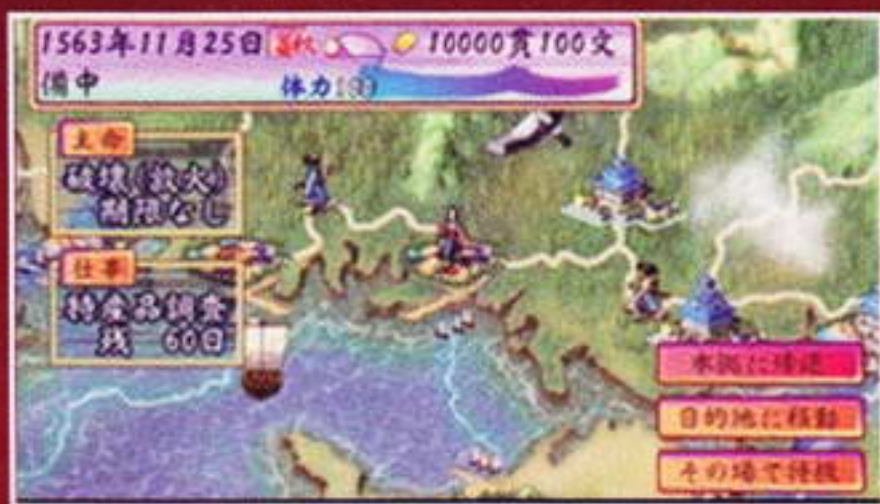 1563年11月25日 10000貫100文
備中 体力
主命
破壊(放火)
期限なし
仕事
特産品調査
残 60日
本拠に帰還
目的地に移動
その場で待機